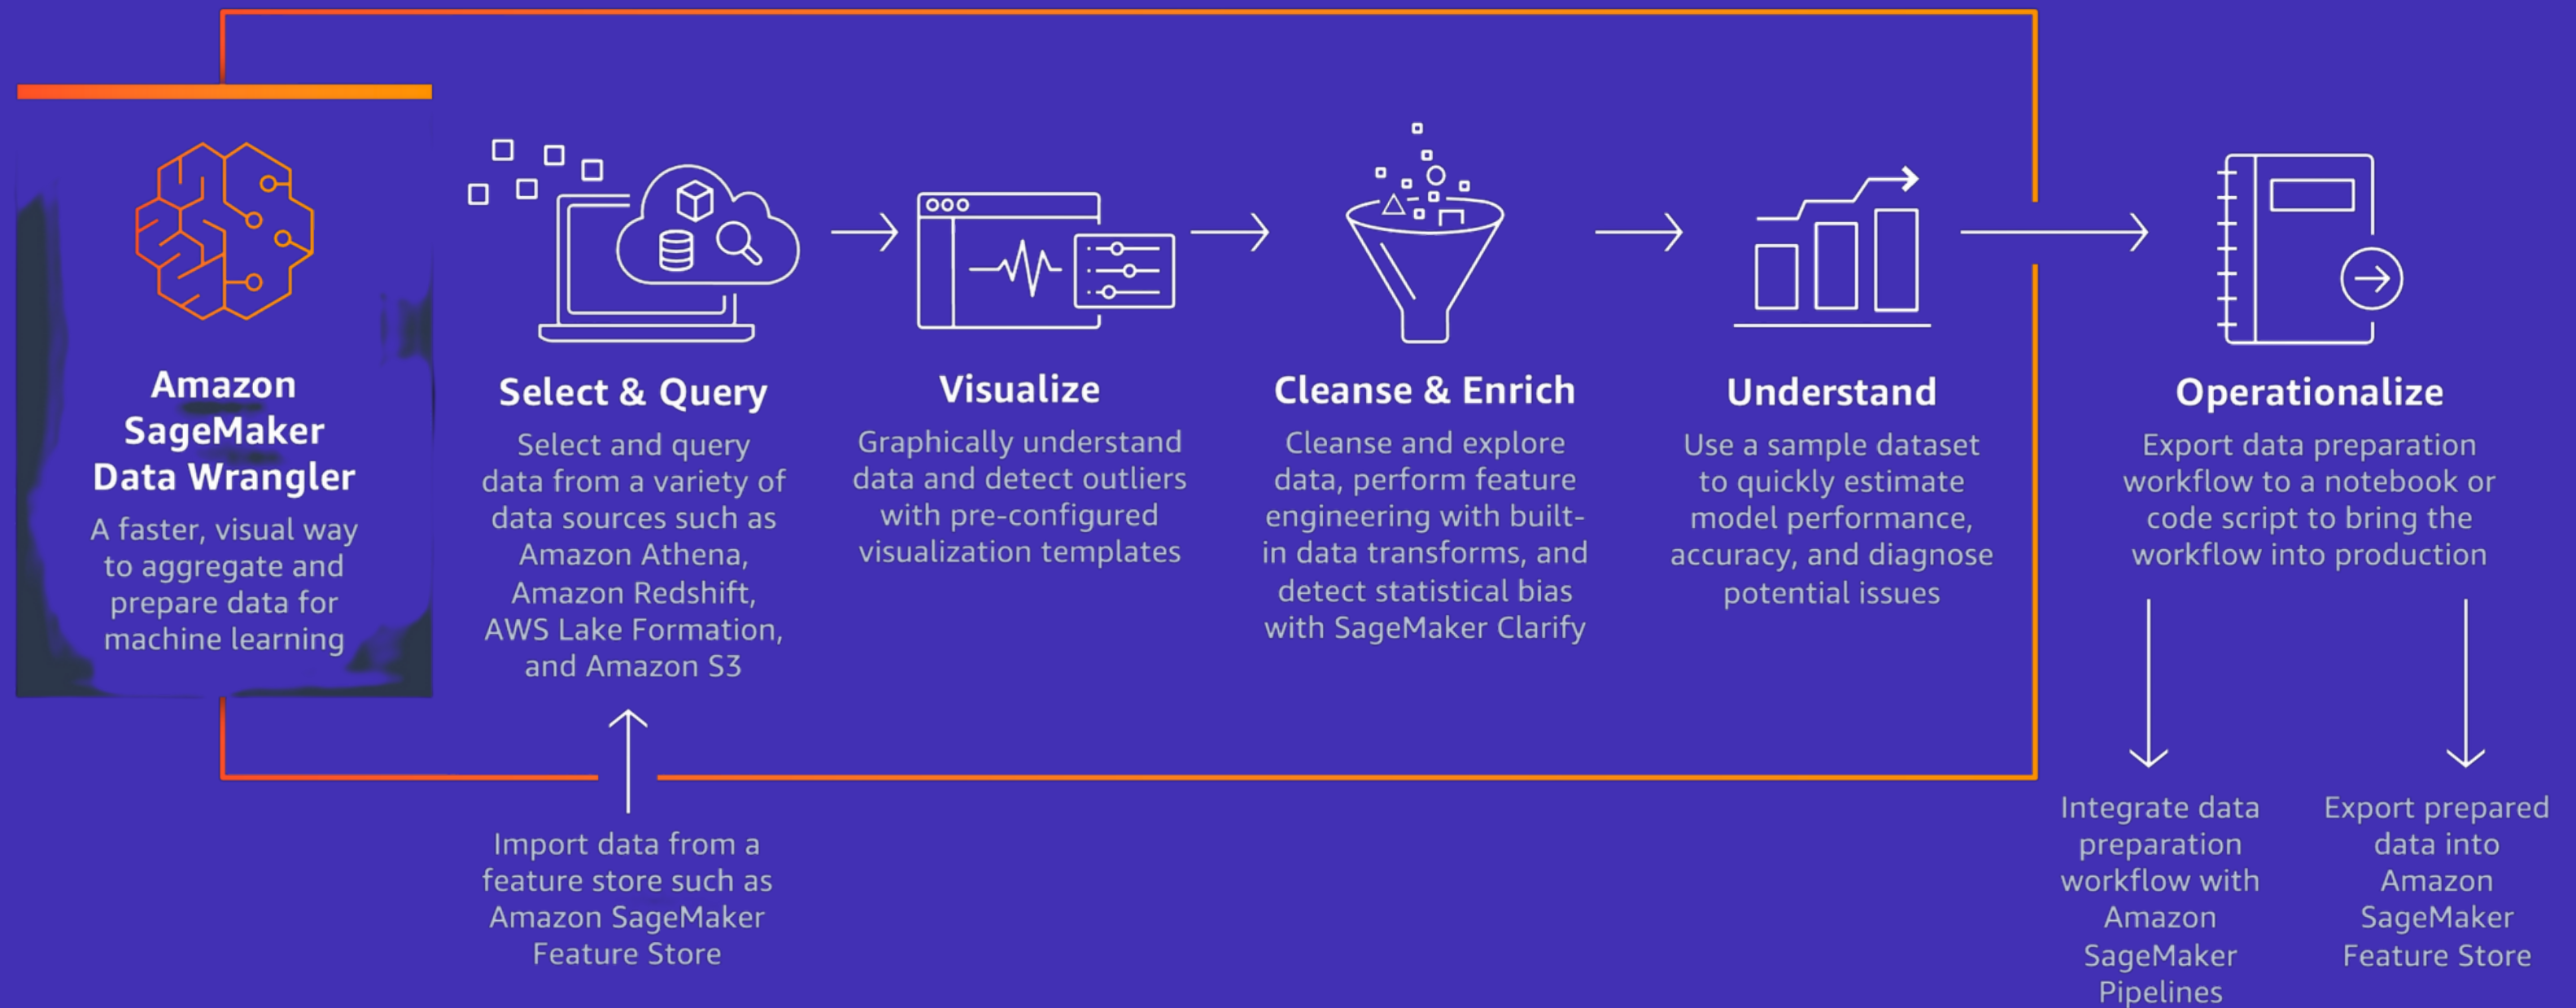 Amazon
SageMaker
Data Wrangler
A faster, visual way
to aggregate and
prepare data for
machine learning
Select & Query
Select and query
data from a variety of
data sources such as
Amazon Athena,
Amazon Redshift,
AWS Lake Formation,
and Amazon S3
Import data from a
feature store such as
Amazon SageMaker
Feature Store
Visualize
Graphically understand
data and detect outliers
with pre-configured
visualization templates
Cleanse & Enrich
Cleanse and explore
data, perform feature
engineering with built-
in data transforms, and
detect statistical bias
with SageMaker Clarify
Understand
Use a sample dataset
to quickly estimate
model performance,
accuracy, and diagnose
potential issues
Operationalize
Export data preparation
workflow to a notebook or
code script to bring the
workflow into production
Integrate data
preparation
workflow with
Amazon
SageMaker
Pipelines
Export prepared
data into
Amazon
SageMaker
Feature Store